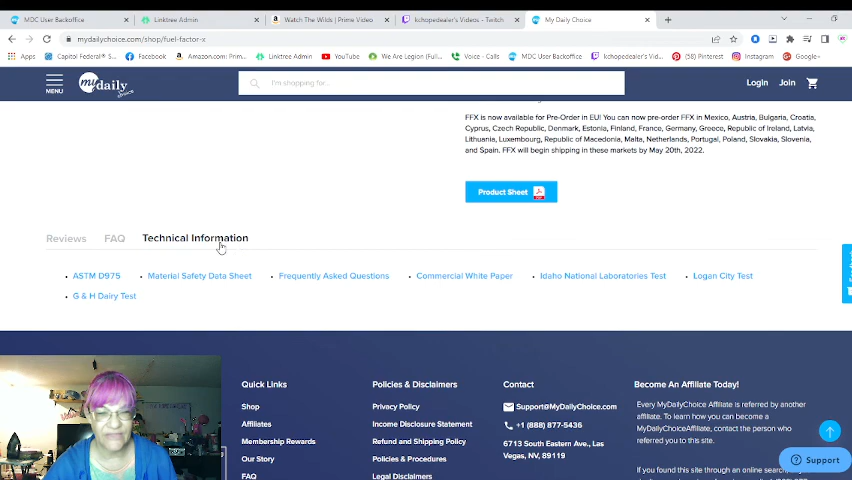 MDC User Backoffice
Linktree Admin
Watch The Wilds | Prime Video
kchopedealer's Videos - Twitch
My Daily Choice
mydailychoice.com/shop/fuel-factor-x
Apps
Capitol Federal® S...
Facebook
Amazon.com: Prim...
Linktree Admin
YouTube
We Are Legion (Full...
Voice - Calls
MDC User Backoffice
kchopedealer's Vid...
(58) Pinterest
Instagram
Google+
MENU
mydaily choice
I'm shopping for...
Login
Join
FFX is now available for Pre-Order in EU! You can now pre-order FFX in Mexico, Austria, Bulgaria, Croatia,
Cyprus, Czech Republic, Denmark, Estonia, Finland, France, Germany, Greece, Republic of Ireland, Latvia,
Lithuania, Luxembourg, Republic of Macedonia, Malta, Netherlands, Portugal, Poland, Slovakia, Slovenia,
and Spain. FFX will begin shipping in these markets by May 20th, 2022.
Product Sheet
Reviews
FAQ
Technical Information
ASTM D975
Material Safety Data Sheet
Frequently Asked Questions
Commercial White Paper
Idaho National Laboratories Test
Logan City Test
G & H Dairy Test
Quick Links
Shop
Affiliates
Membership Rewards
Our Story
FAQ
Policies & Disclaimers
Privacy Policy
Income Disclosure Statement
Refund and Shipping Policy
Policies & Procedures
Legal Disclaimers
Contact
Support@MyDailyChoice.com
+1 (888) 877-5436
6713 South Eastern Ave., Las
Vegas, NV, 89119
Become An Affiliate Today!
Every MyDailyChoice Affiliate is referred by another
affiliate. To learn how you can become a
MyDailyChoiceAffiliate, contact the person who
referred you to this site.
If you found this site through an online search,
Support